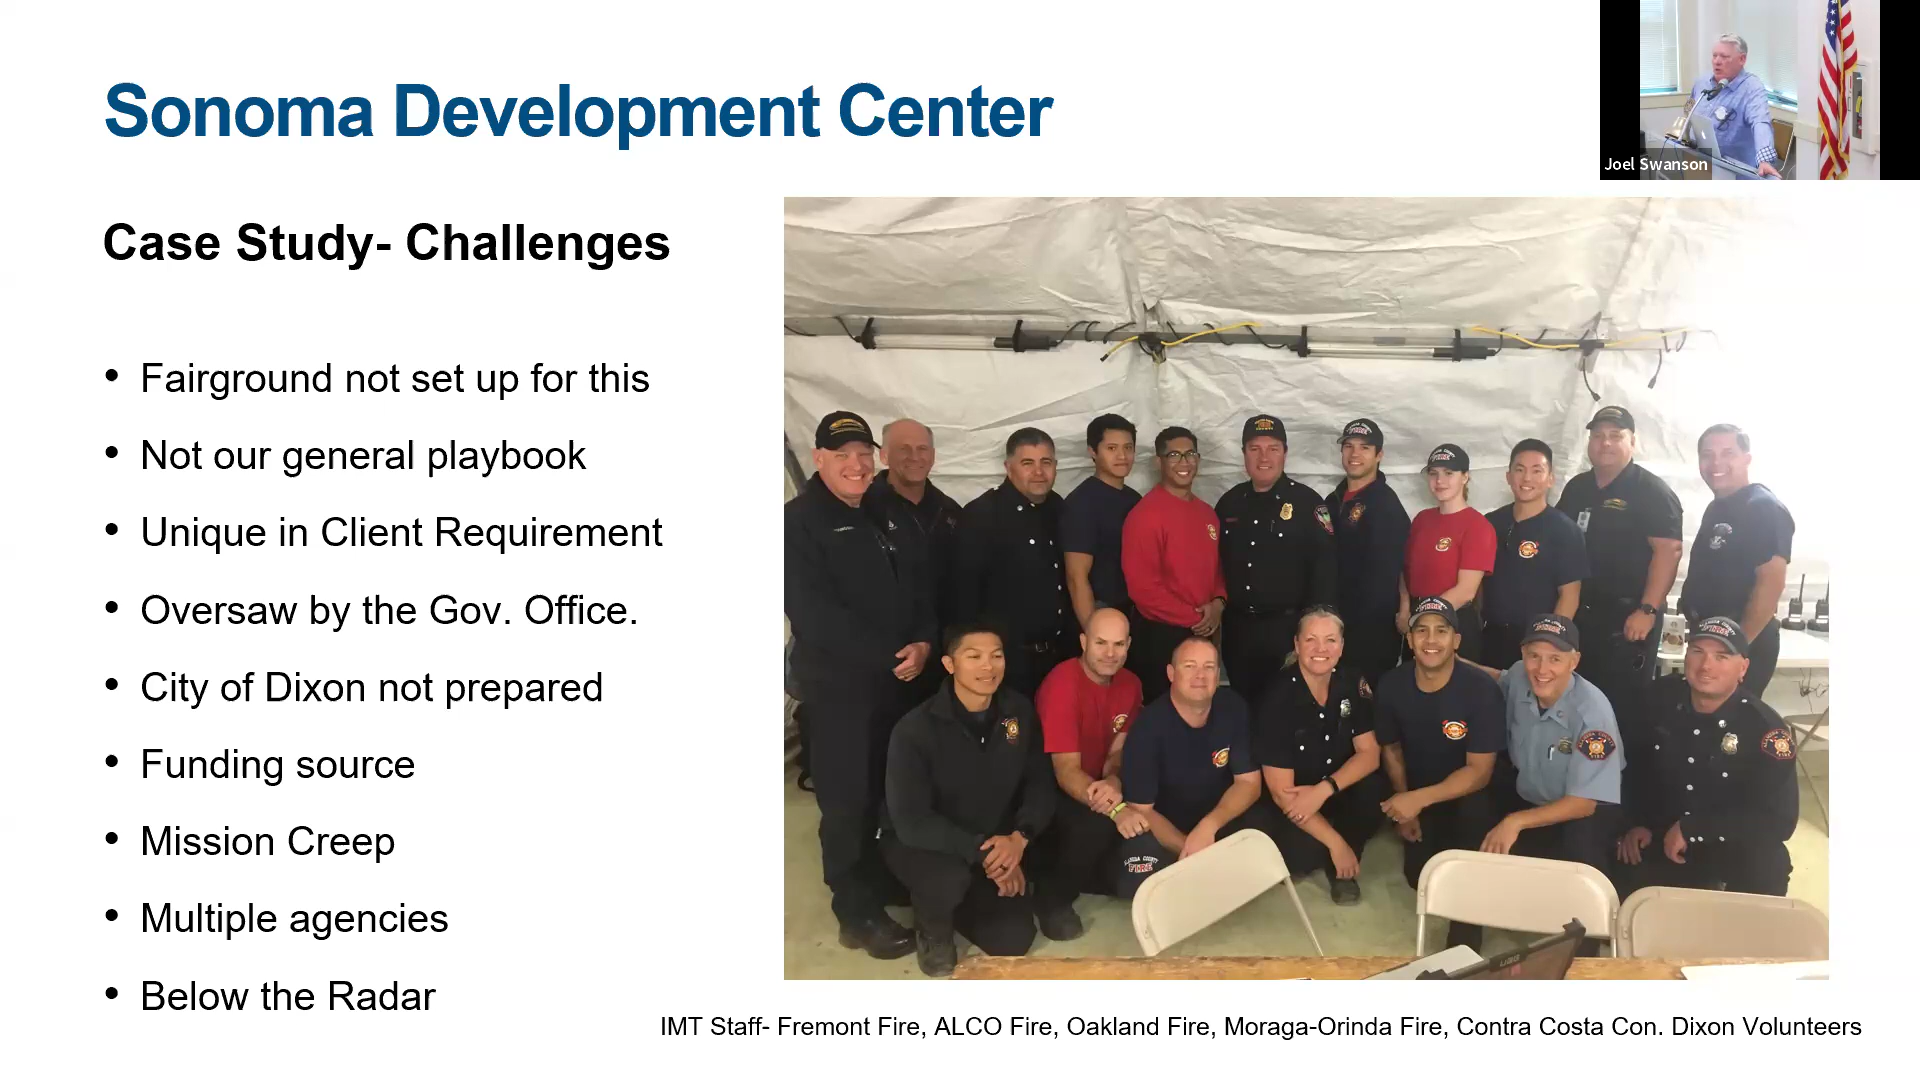 Sonoma Development Center
Joel Swanson
Case Study- Challenges
• Fairground not set up for this
• Not our general playbook
• Unique in Client Requirement
• Oversaw by the Gov. Office.
• City of Dixon not prepared
• Funding source
• Mission Creep
• Multiple agencies
• Below the Radar
FIRE
IMT Staff- Fremont Fire, ALCO Fire, Oakland Fire, Moraga-Orinda Fire, Contra Costa Con. Dixon Volunteers